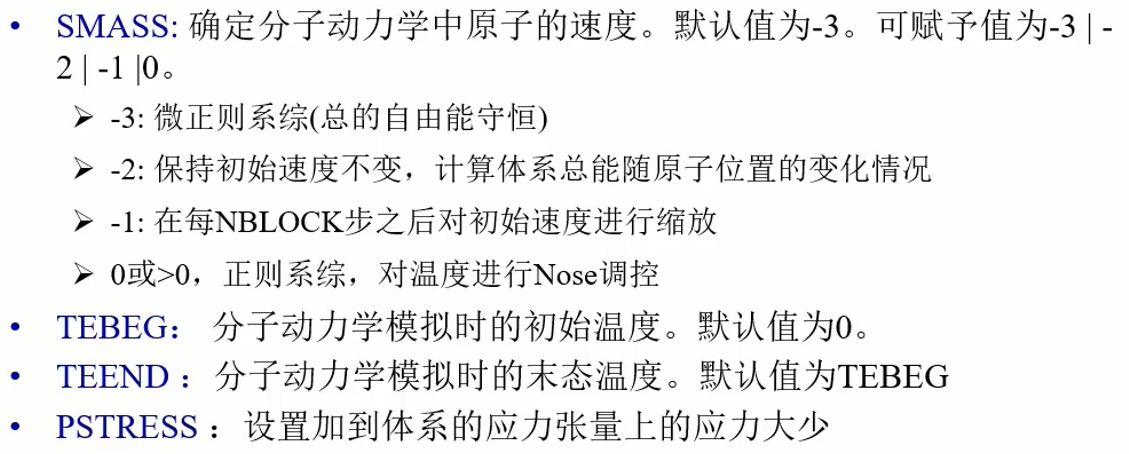 • SMASS: 确定分子动力学中原子的速度。默认值为-3。可赋予值为-3 | -
2 | -1 |0。
➢ -3: 微正则系综(总的自由能守恒)
➢ -2: 保持初始速度不变，计算体系总能随原子位置的变化情况
➢ -1: 在每NBLOCK步之后对初始速度进行缩放
➢ 0或>0，正则系综，对温度进行Nose调控
• TEBEG： 分子动力学模拟时的初始温度。默认值为0。
• TEEND ：分子动力学模拟时的末态温度。默认值为TEBEG
• PSTRESS ：设置加到体系的应力张量上的应力大少